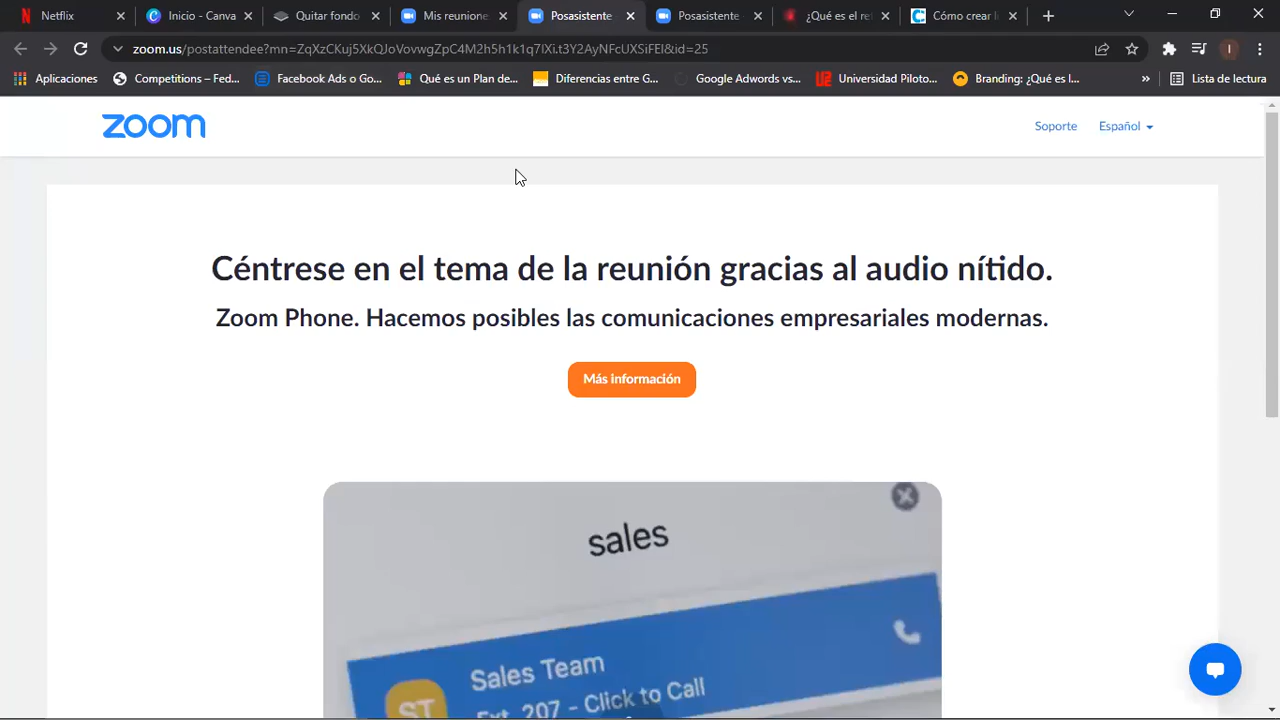 Netflix
Inicio - Canva
Quitar fondo
Mis reunione
Posasistente
Posasistente
¿Qué es el ret
Cómo crear l
zoom.us/postattendee?mn=ZqXzCKuj5XkQJoVovwgZpC4M2h5h1k1q7lXi.t3Y2AyNFcUXSiFEI&id=25
I
Aplicaciones
Competitions – Fed...
Facebook Ads o Go...
Qué es un Plan de...
Diferencias entre G...
Google Adwords vs...
Universidad Piloto...
Branding: ¿Qué es l...
»
Lista de lectura
zoom
Soporte
Español
Céntrese en el tema de la reunión gracias al audio nítido.
Zoom Phone. Hacemos posibles las comunicaciones empresariales modernas.
Más información
sales
Sales Team
ST
Ext. 207 – Click to Call